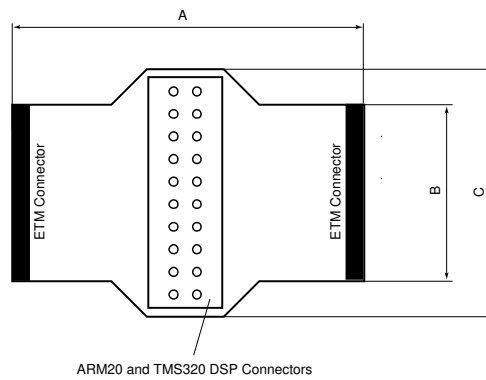 A
ETM Connector
ETM Connector
B
C
ARM20 and TMS320 DSP Connectors